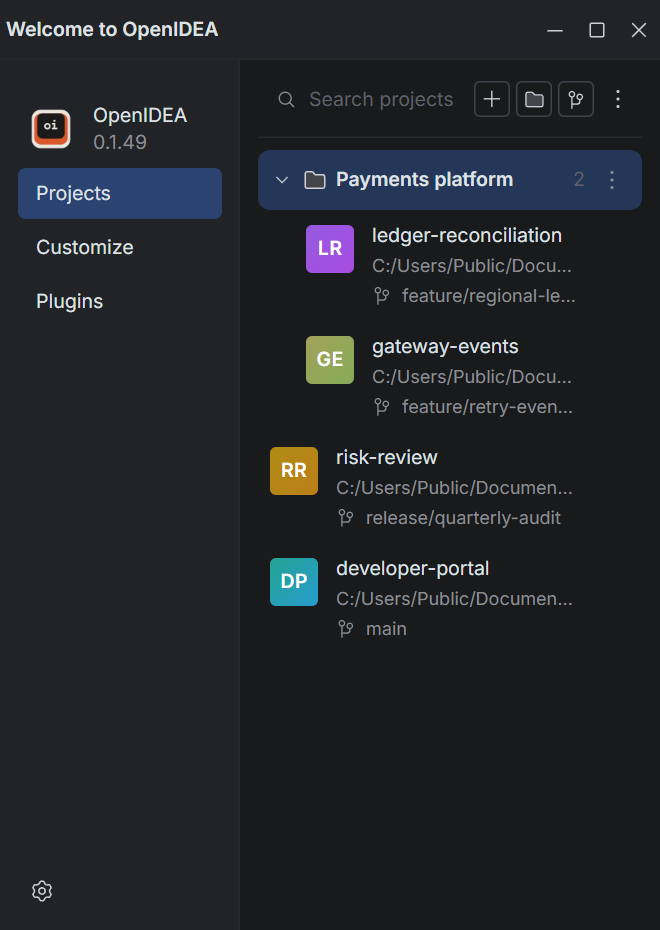 Welcome to OpenIDEA
oi
OpenIDEA
0.1.49
Projects
Customize
Plugins
Search projects
Payments platform 2
LR
ledger-reconciliation
C:/Users/Public/Docu...
feature/regional-le...
GE
gateway-events
C:/Users/Public/Docu...
feature/retry-even...
RR
risk-review
C:/Users/Public/Documen...
release/quarterly-audit
DP
developer-portal
C:/Users/Public/Documen...
main